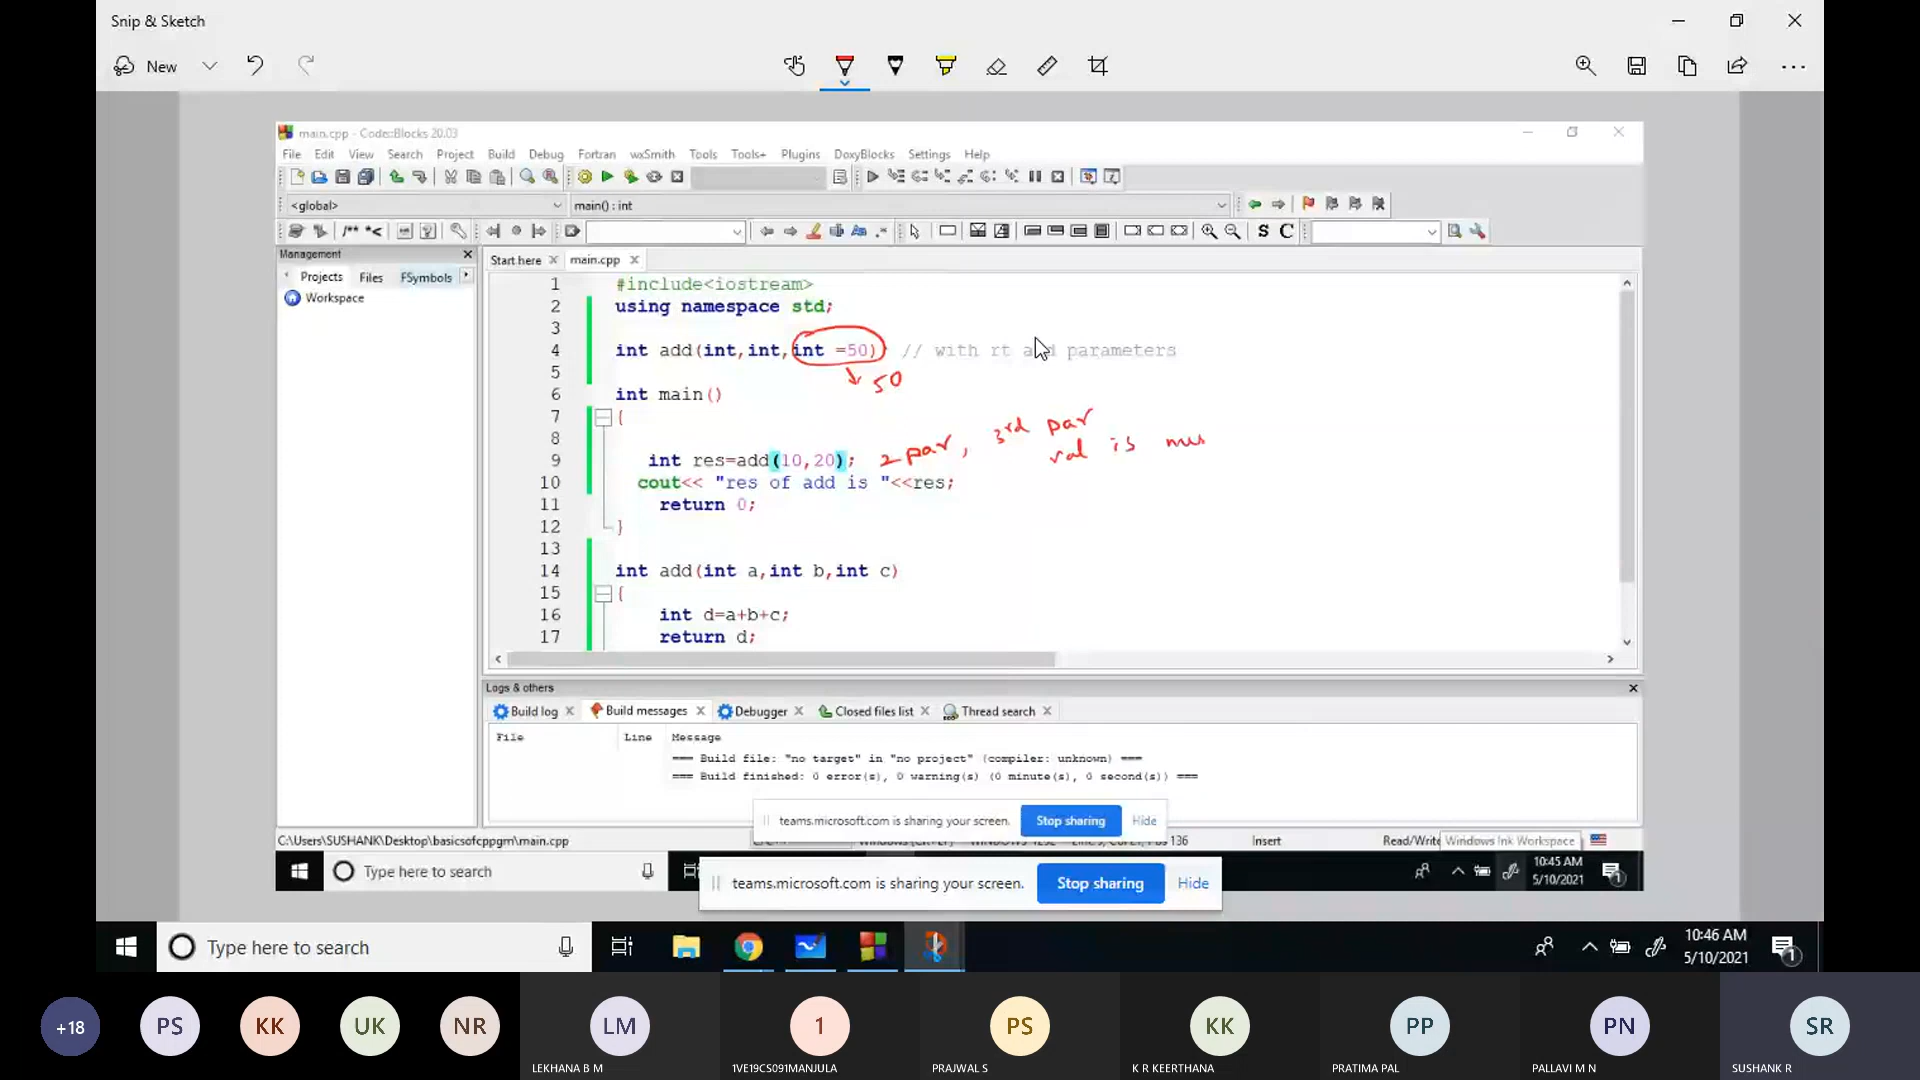 Snip & Sketch
New
main.cpp - Code::Blocks 20.03
File Edit View Search Project Build Debug Fortran wxSmith Tools Tools+ Plugins DoxyBlocks Settings Help
<global> main() : int
/** *< S C
Management
Projects Files FSymbols
Workspace
Start here main.cpp
1 #include<iostream>
2 using namespace std;
3
4 int add(int,int,int =50) // with rt and parameters
5
50
6 int main()
7 {
3rd par
8
val is mus
9 int res=add(10,20); 2 par,
10 cout<< "res of add is "<<res;
11 return 0;
12 }
13
14 int add(int a,int b,int c)
15 {
16 int d=a+b+c;
17 return d;
Logs & others
Build log Build messages Debugger Closed files list Thread search
File Line Message
=== Build file: "no target" in "no project" (compiler: unknown) ===
=== Build finished: 0 error(s), 0 warning(s) (0 minute(s), 0 second(s)) ===
teams.microsoft.com is sharing your screen. Stop sharing Hide
C:\Users\SUSHANK\Desktop\basicsofcppgm\main.cpp 136 Insert Read/Write Windows Ink Workspace
Type here to search 10:45 AM
5/10/2021
1
teams.microsoft.com is sharing your screen. Stop sharing Hide
Type here to search 10:46 AM
5/10/2021
1
+18 PS KK UK NR LM 1 PS KK PP PN SR
LEKHANA B M 1VE19CS091MANJULA PRAJWAL S K R KEERTHANA PRATIMA PAL PALLAVI M N SUSHANK R